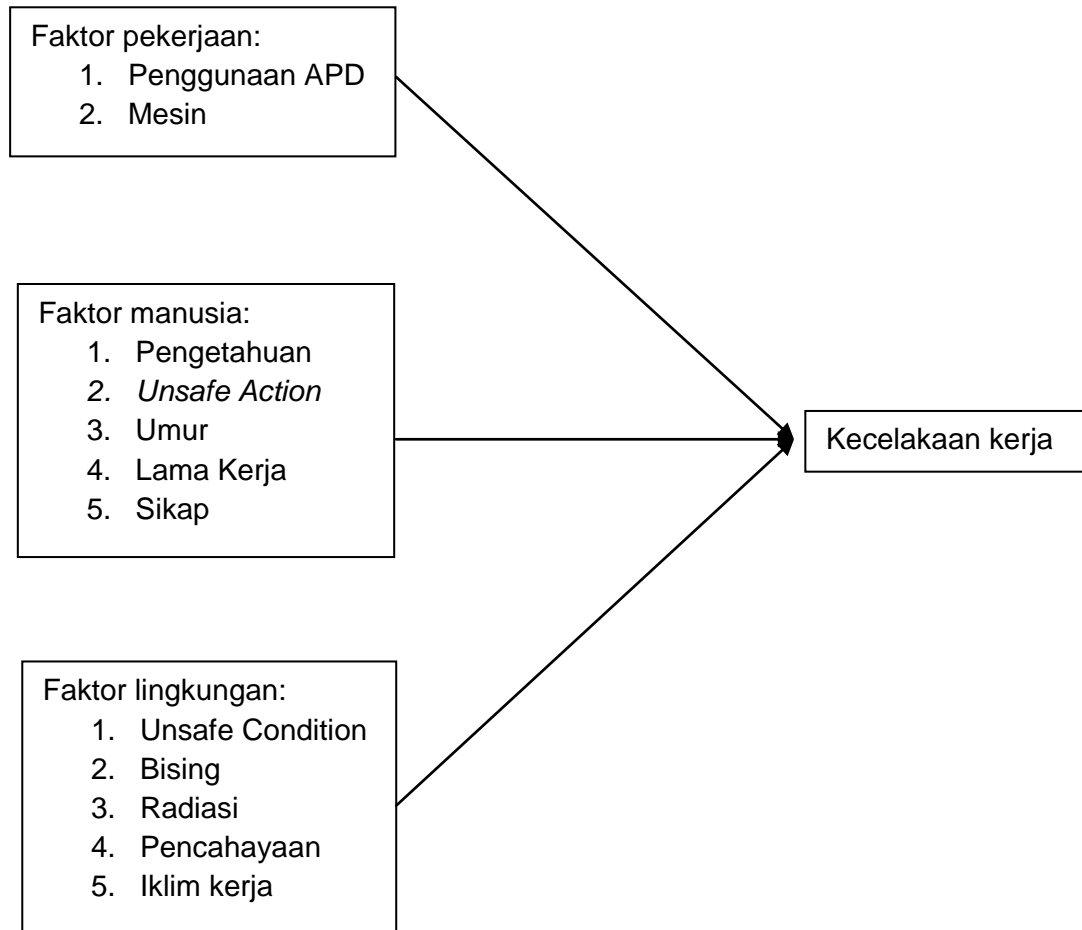 Faktor pekerjaan:
1. Penggunaan APD
2. Mesin
Faktor manusia:
1. Pengetahuan
2. Unsafe Action
3. Umur
4. Lama Kerja
5. Sikap
Kecelakaan kerja
Faktor lingkungan:
1. Unsafe Condition
2. Bising
3. Radiasi
4. Pencahayaan
5. Iklim kerja